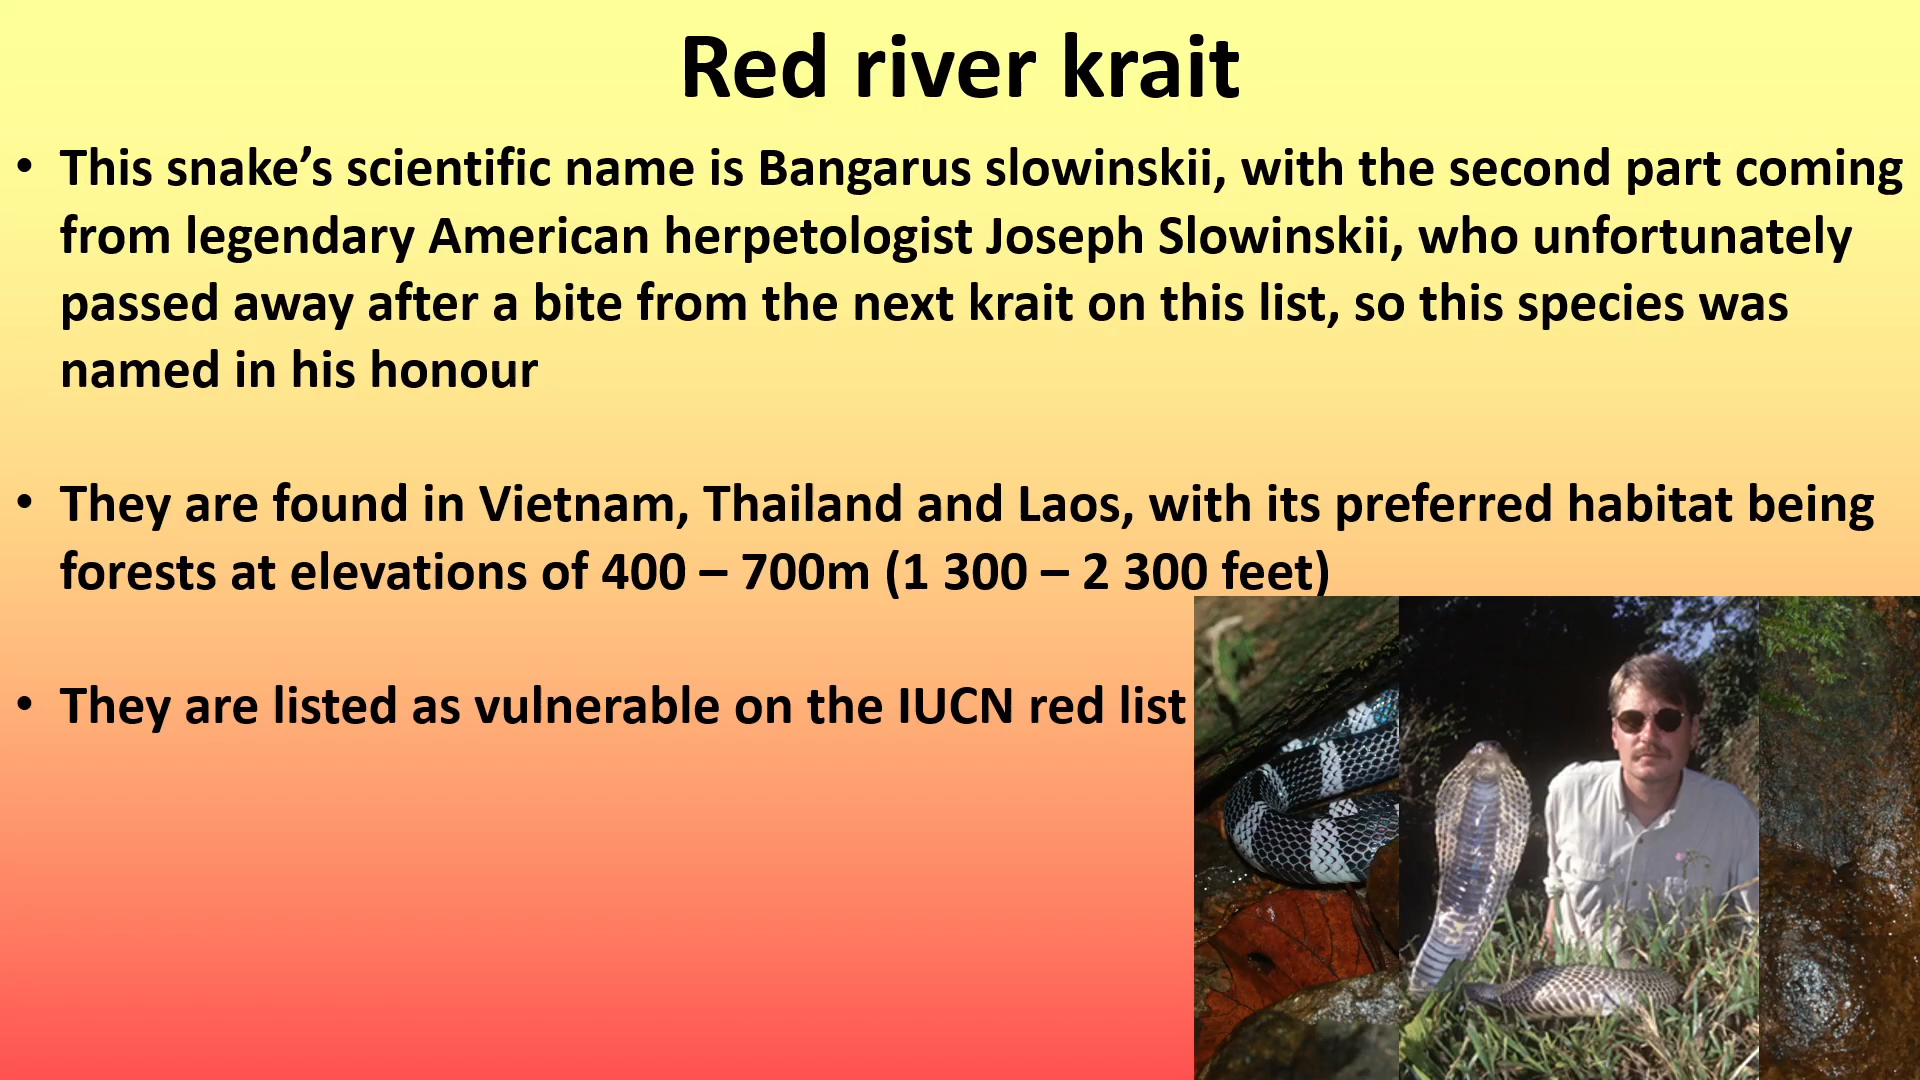 Red river krait
• This snake’s scientific name is Bangarus slowinskii, with the second part coming
from legendary American herpetologist Joseph Slowinskii, who unfortunately
passed away after a bite from the next krait on this list, so this species was
named in his honour
• They are found in Vietnam, Thailand and Laos, with its preferred habitat being
forests at elevations of 400 – 700m (1 300 – 2 300 feet)
• They are listed as vulnerable on the IUCN red list